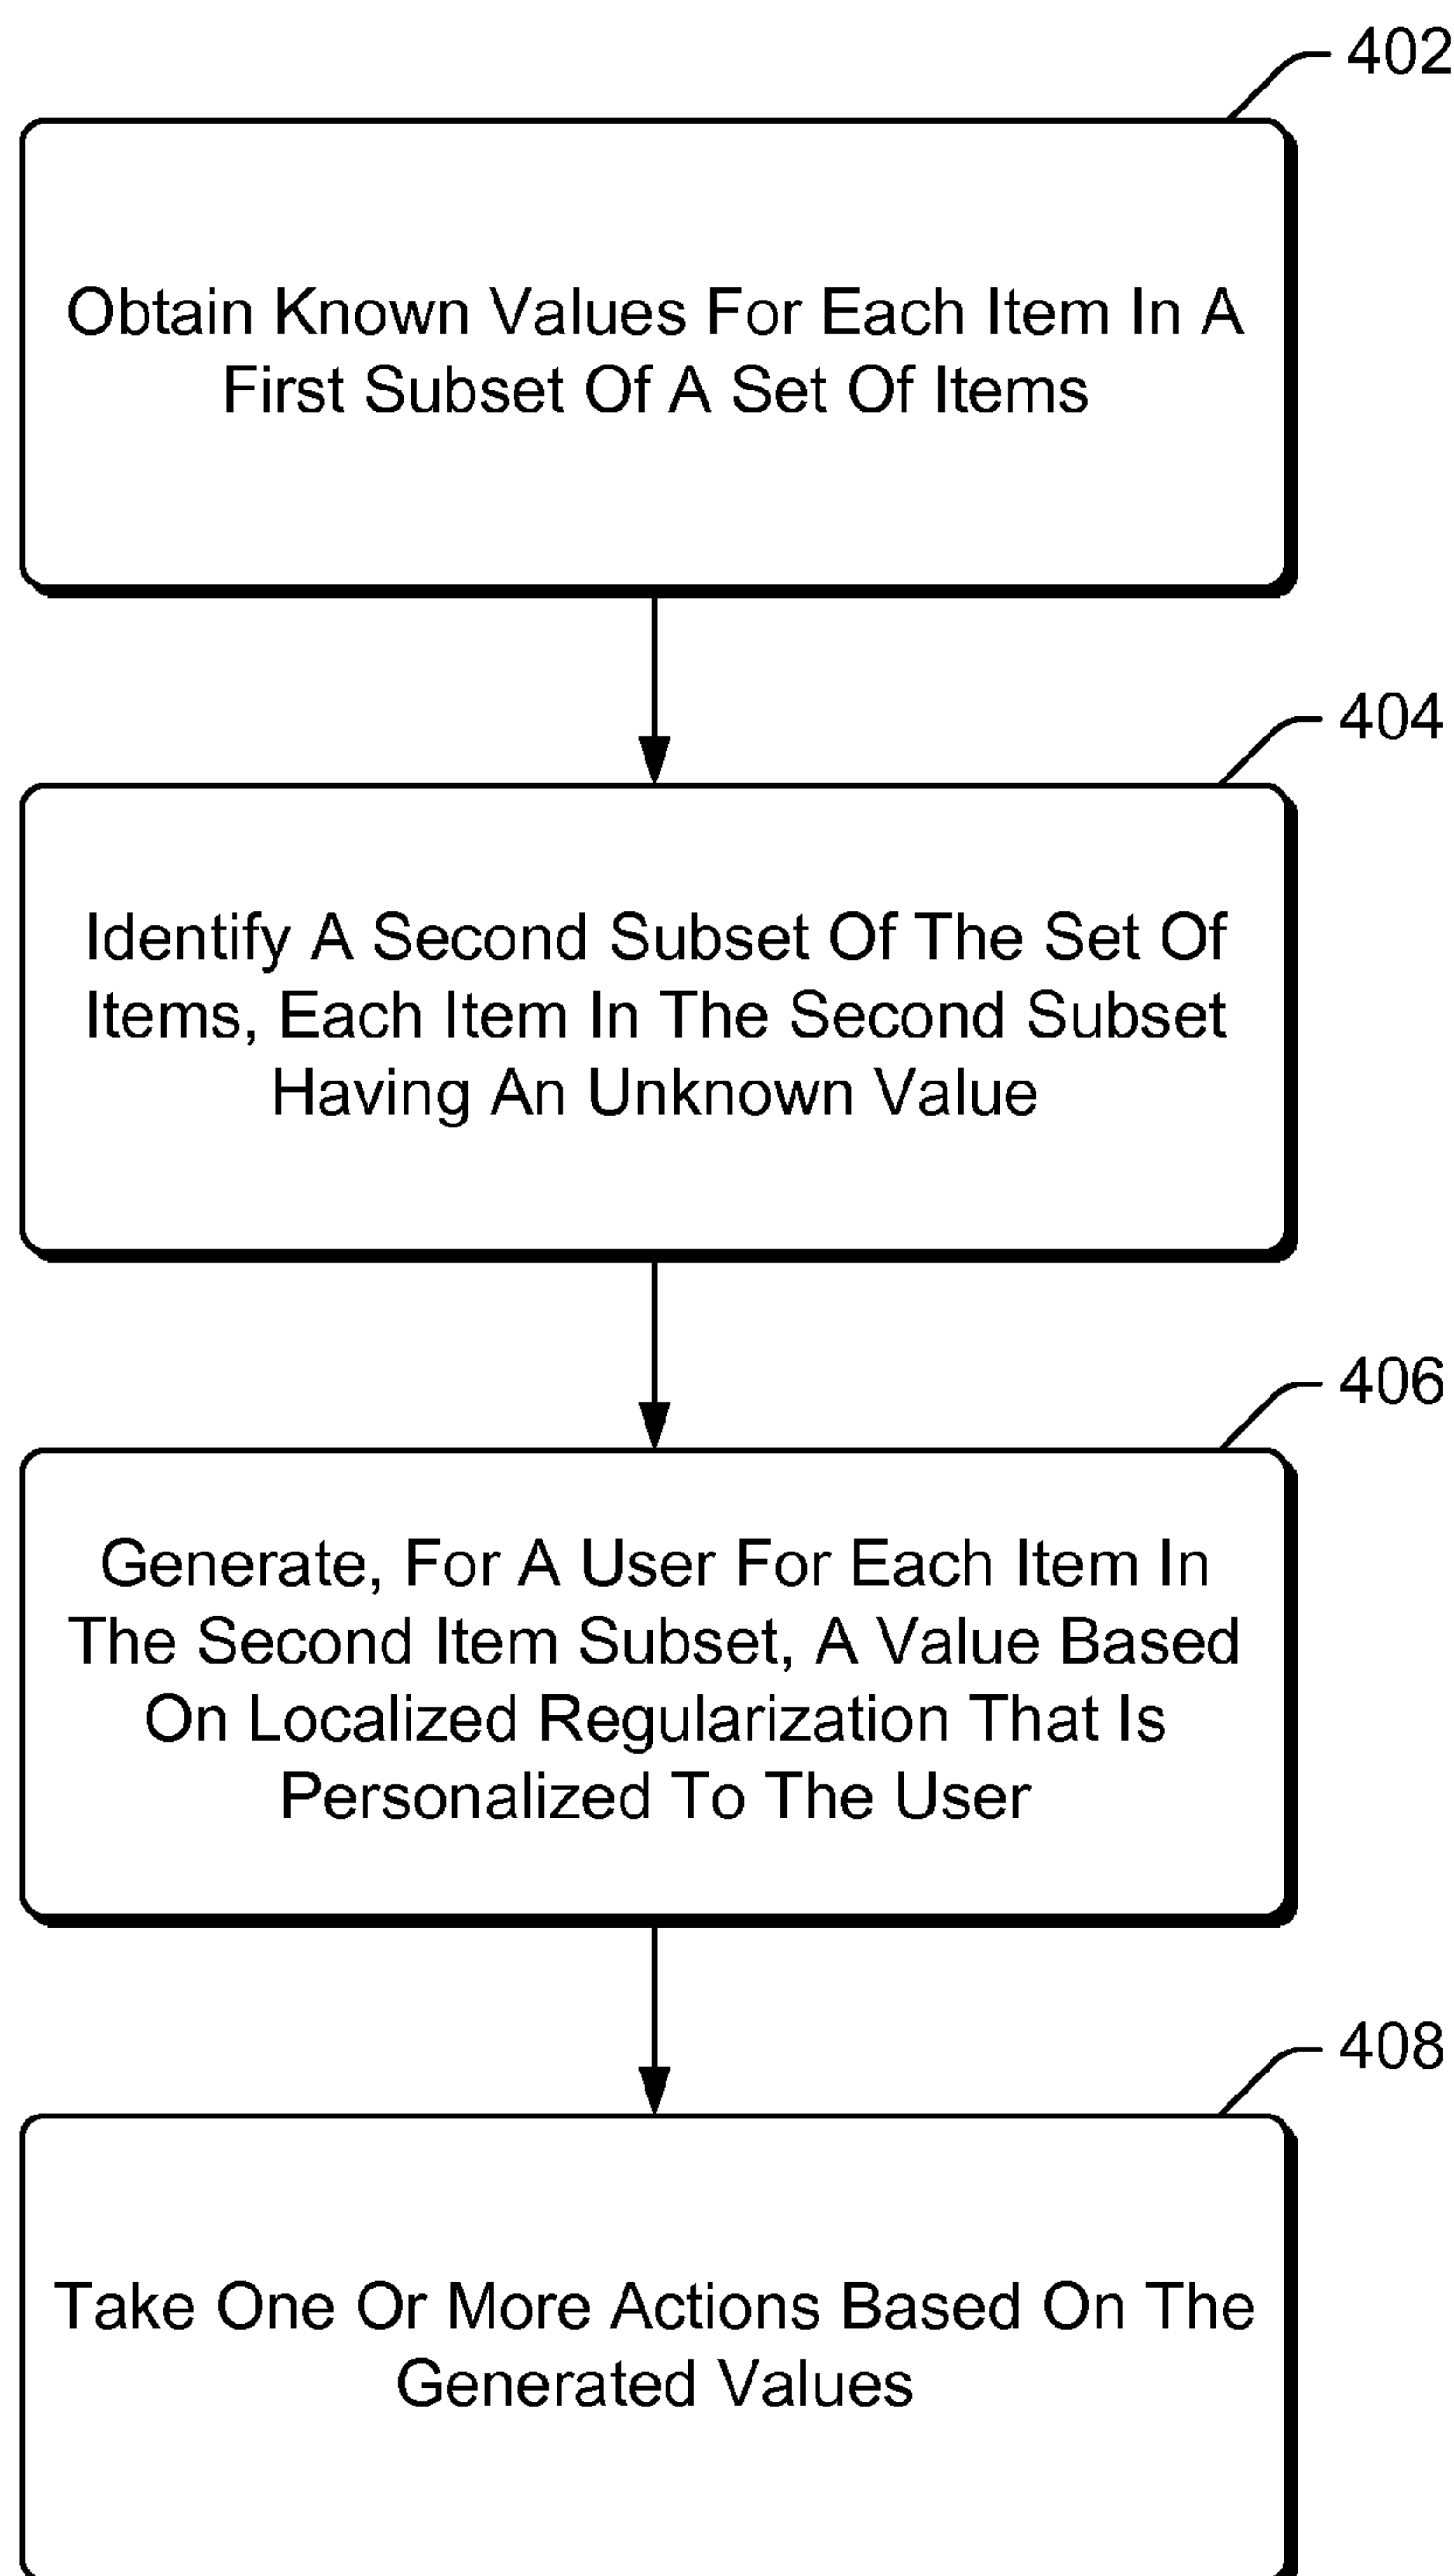 402
Obtain Known Values For Each Item In A
First Subset Of A Set Of Items
404
Identify A Second Subset Of The Set Of
Items, Each Item In The Second Subset
Having An Unknown Value
406
Generate, For A User For Each Item In
The Second Item Subset, A Value Based
On Localized Regularization That Is
Personalized To The User
408
Take One Or More Actions Based On The
Generated Values